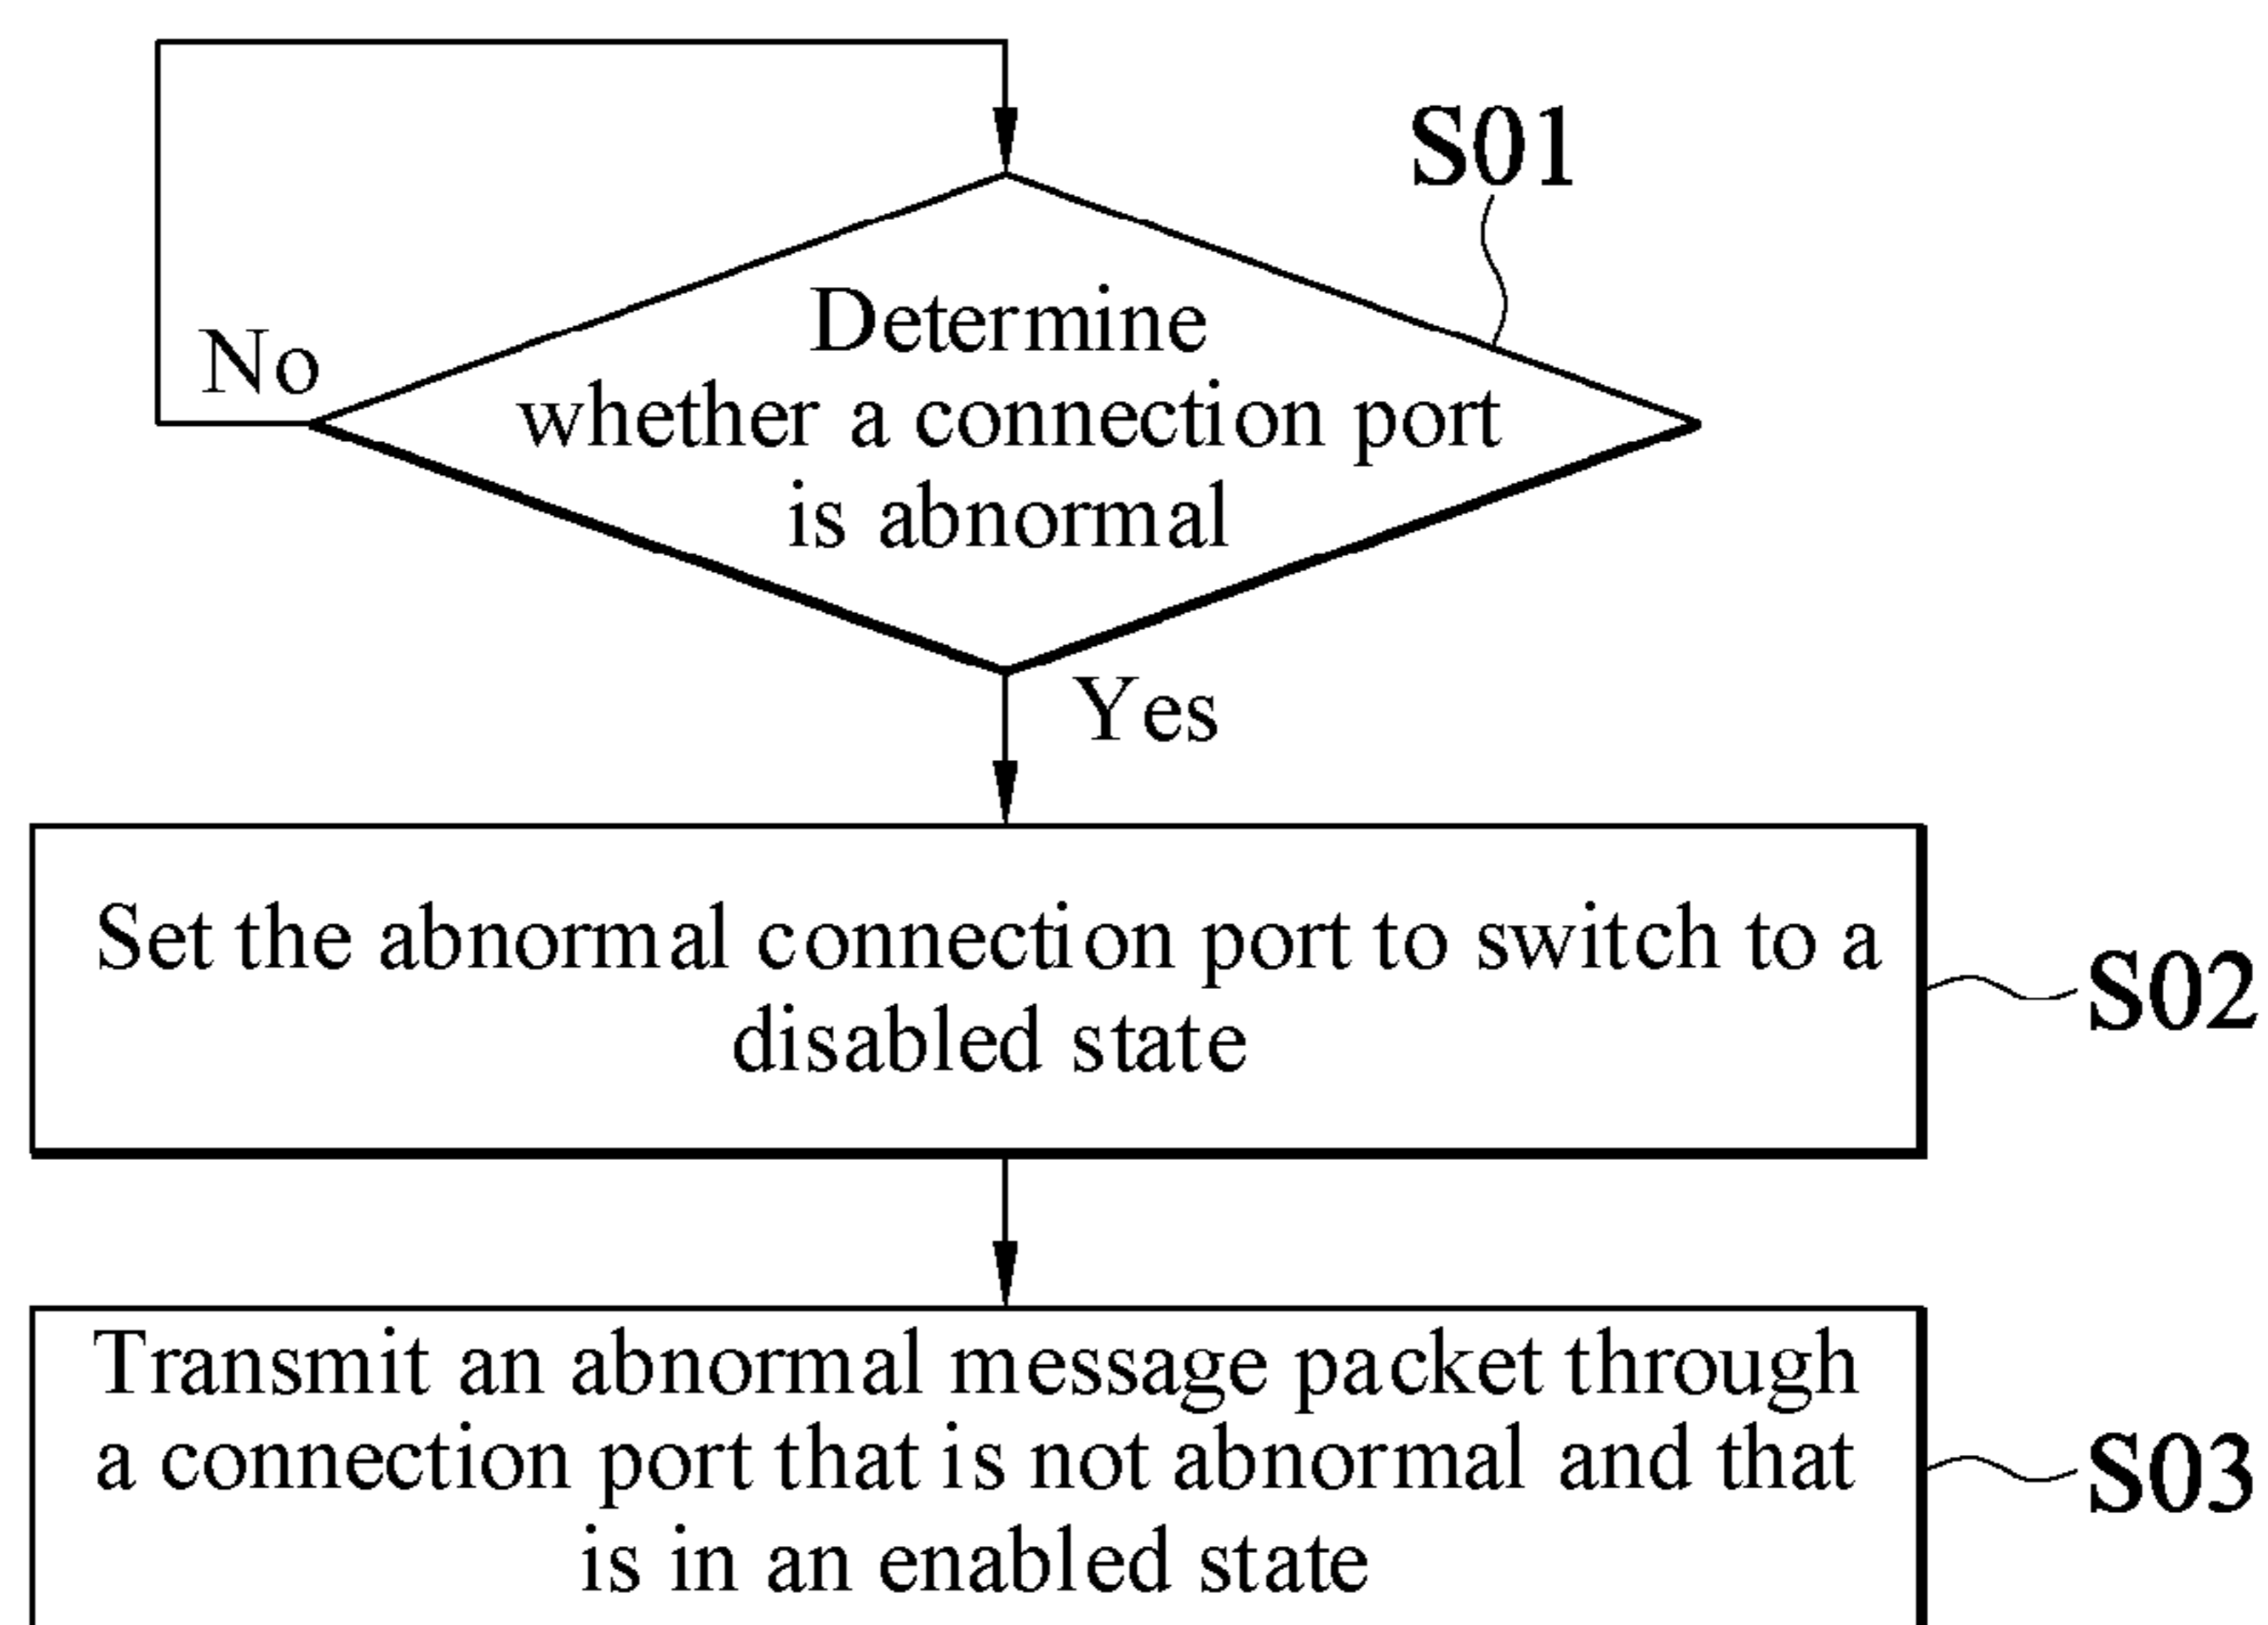 S01
Determine
whether a connection port
is abnormal
No
Yes
Set the abnormal connection port to switch to a
disabled state
S02
Transmit an abnormal message packet through
a connection port that is not abnormal and that
is in an enabled state
S03